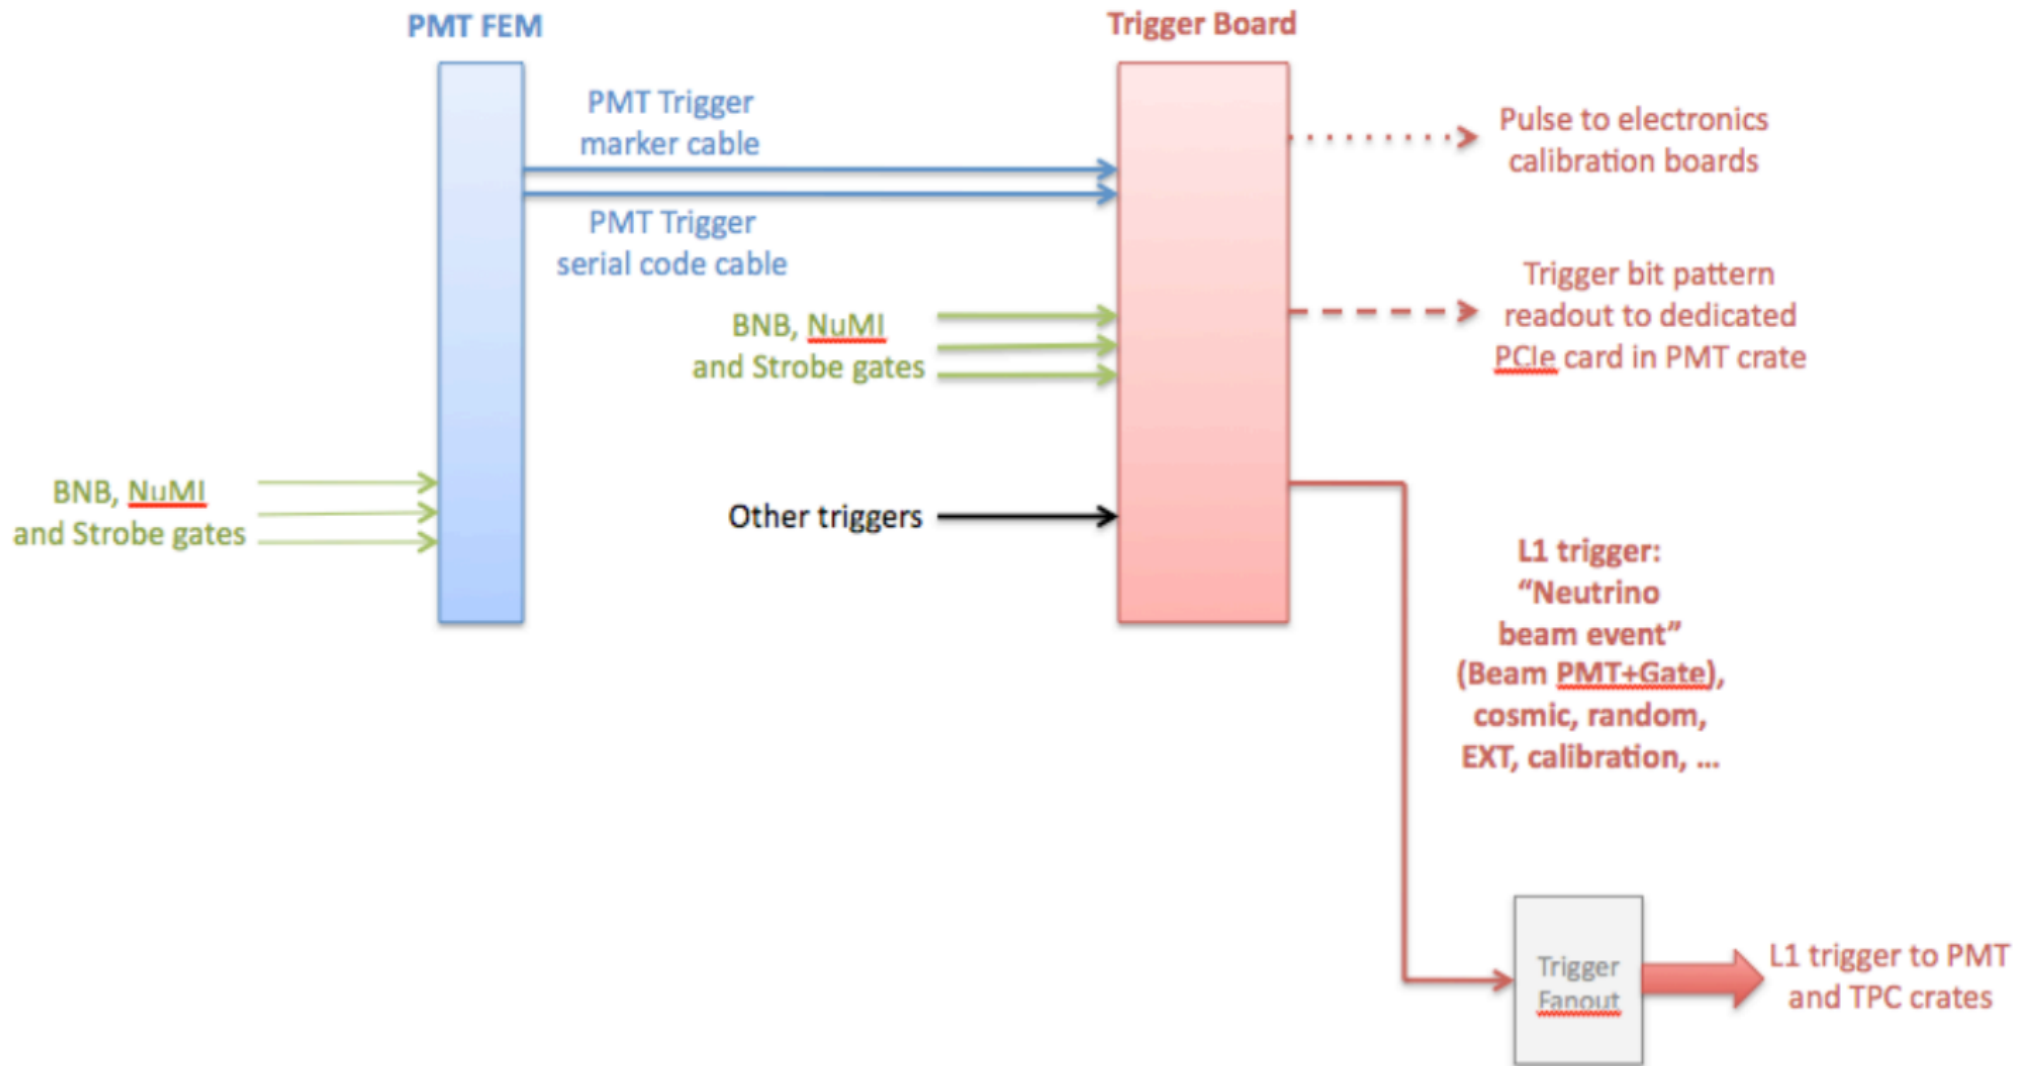 PMT FEM
Trigger Board
PMT Trigger
marker cable
PMT Trigger
serial code cable
Pulse to electronics
calibration boards
Trigger bit pattern
readout to dedicated
PCIe card in PMT crate
BNB, NuMI
and Strobe gates
BNB, NuMI
and Strobe gates
Other triggers
L1 trigger:
“Neutrino
beam event”
(Beam PMT+Gate),
cosmic, random,
EXT, calibration, ...
Trigger
Fanout
L1 trigger to PMT
and TPC crates